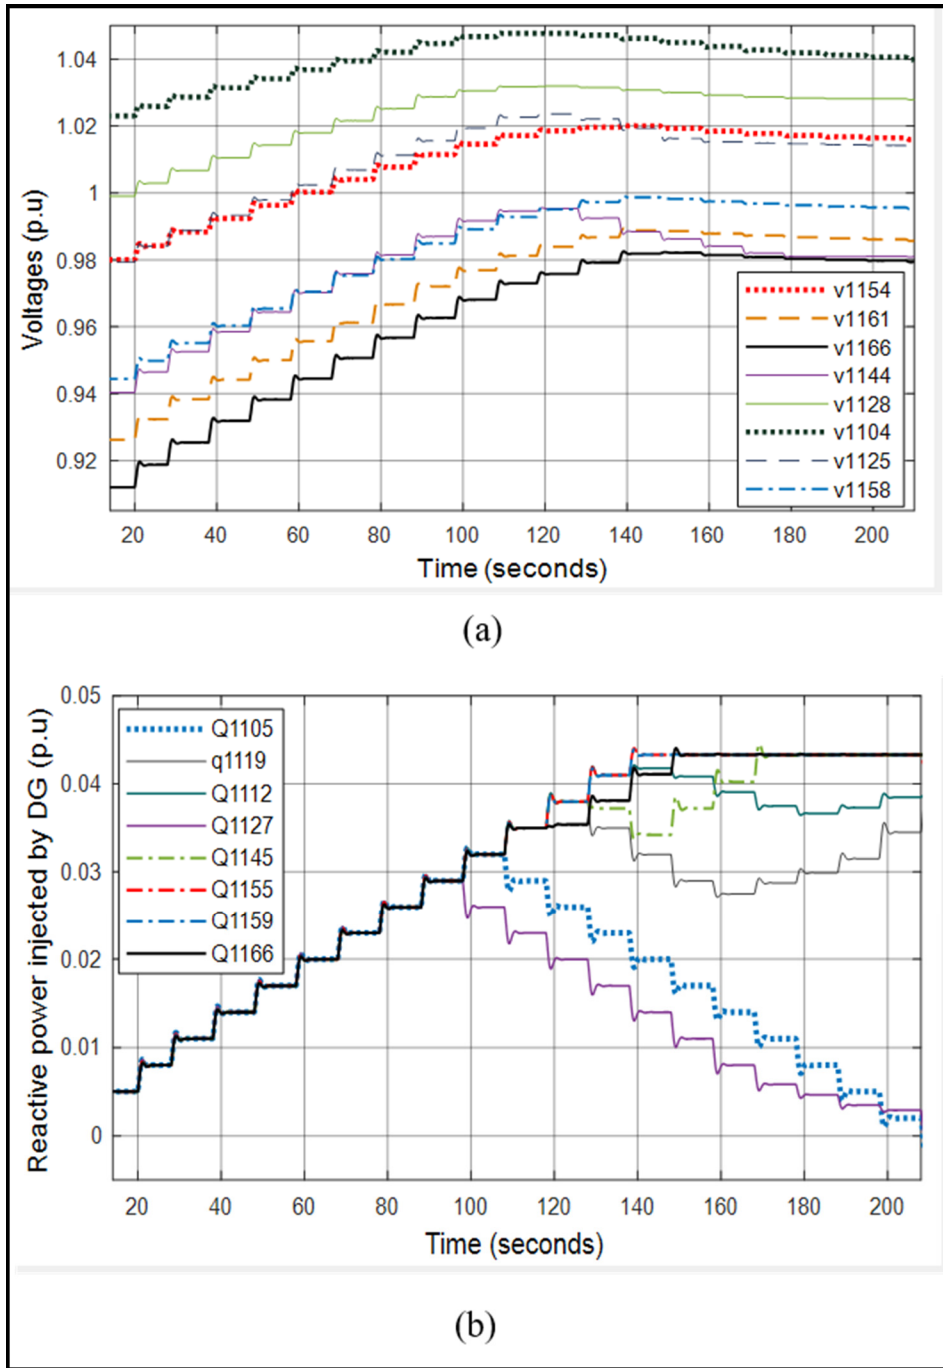 1.04
1.02
1
0.98
0.96
0.94
0.92
Voltages (p.u)
v1154
v1161
v1166
v1144
v1128
v1104
v1125
v1158
20 40 60 80 100 120 140 160 180 200
Time (seconds)
(a)
0.05
0.04
0.03
0.02
0.01
0
Reactive power injected by DG (p.u)
Q1105
q1119
Q1112
Q1127
Q1145
Q1155
Q1159
Q1166
20 40 60 80 100 120 140 160 180 200
Time (seconds)
(b)